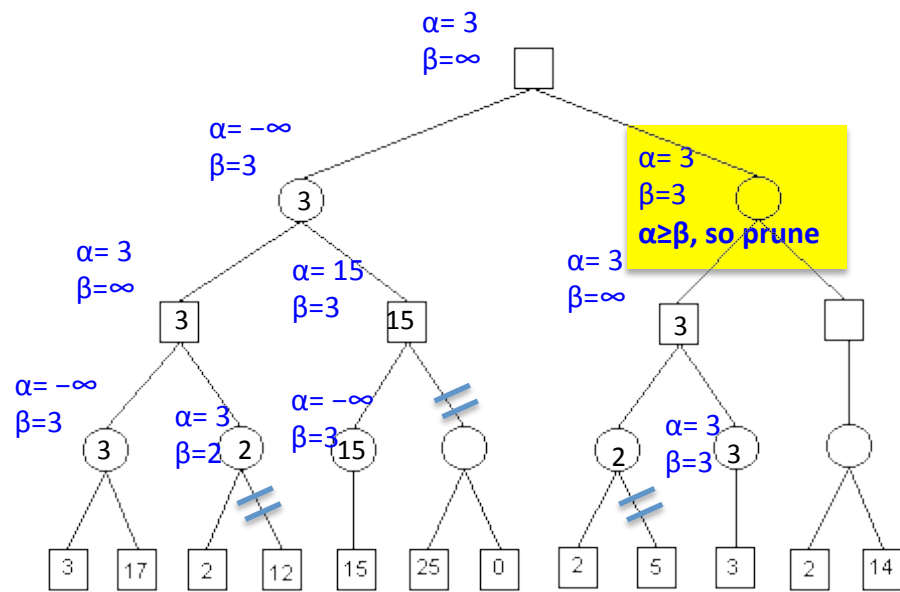 α= 3
β=∞
α= −∞
β=3
3
α= 3
β=3
α≥β, so prune
α= 3
β=∞
3
α= 15
β=3
15
α= 3
β=∞
3
α= −∞
β=3
3
α= 3
β=2
2
α= −∞
β=3
15
2
α= 3
β=3
3
3
17
2
12
15
25
0
2
5
3
2
14